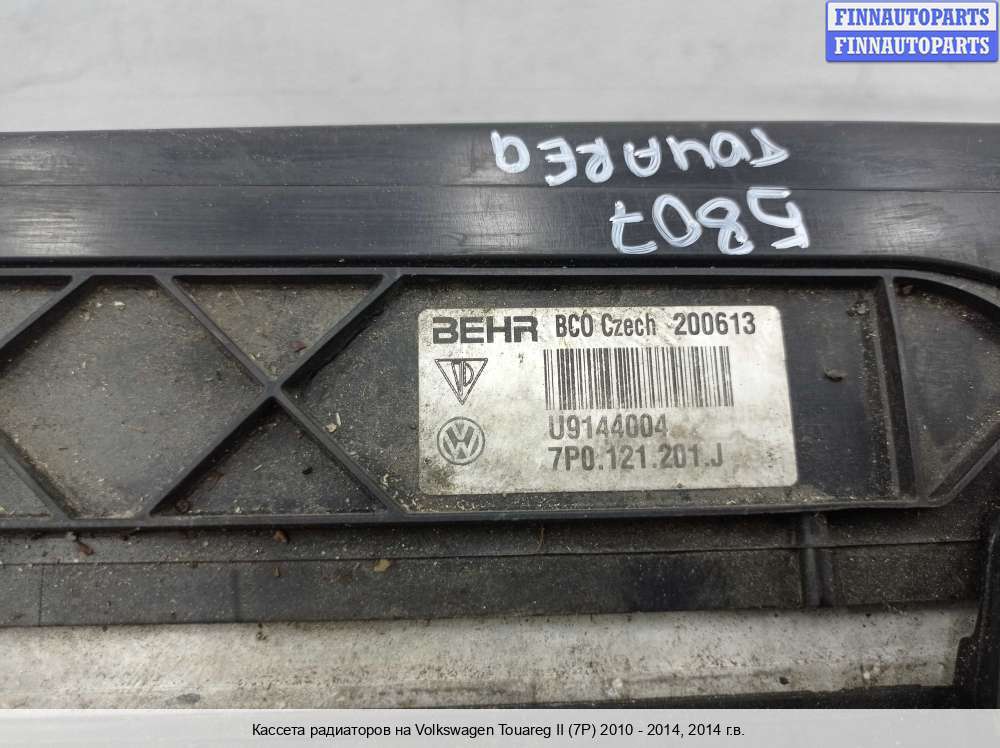 FINNAUTOPARTS
FINNAUTOPARTS
TOUAREQ
5807
BEHR BCO Czech 200613
U9144004
7P0.121.201.J
Кассета радиаторов на Volkswagen Touareg II (7P) 2010 - 2014, 2014 г.в.